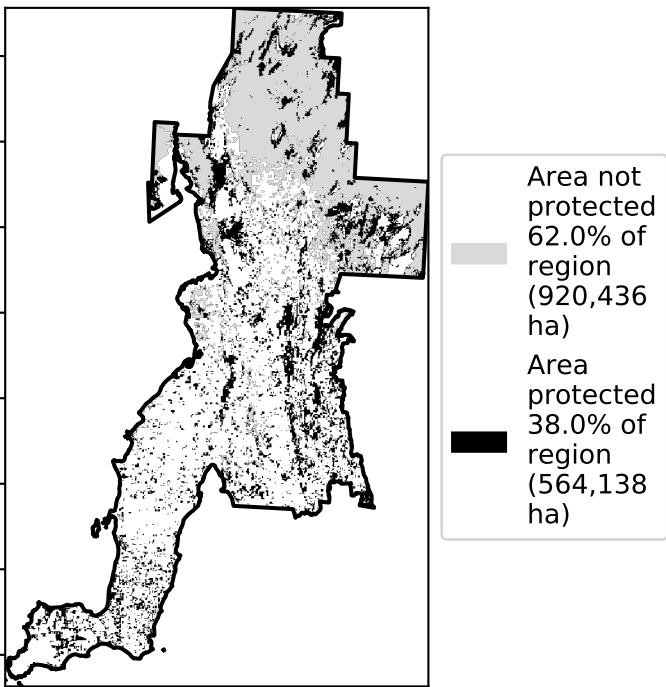 Area not
protected
62.0% of
region
(920,436
ha)
Area
protected
38.0% of
region
(564,138
ha)